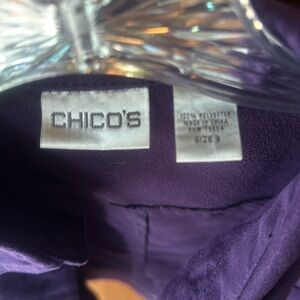 CHICO'S
100% POLYESTER
MADE IN CHINA
SIZE 3